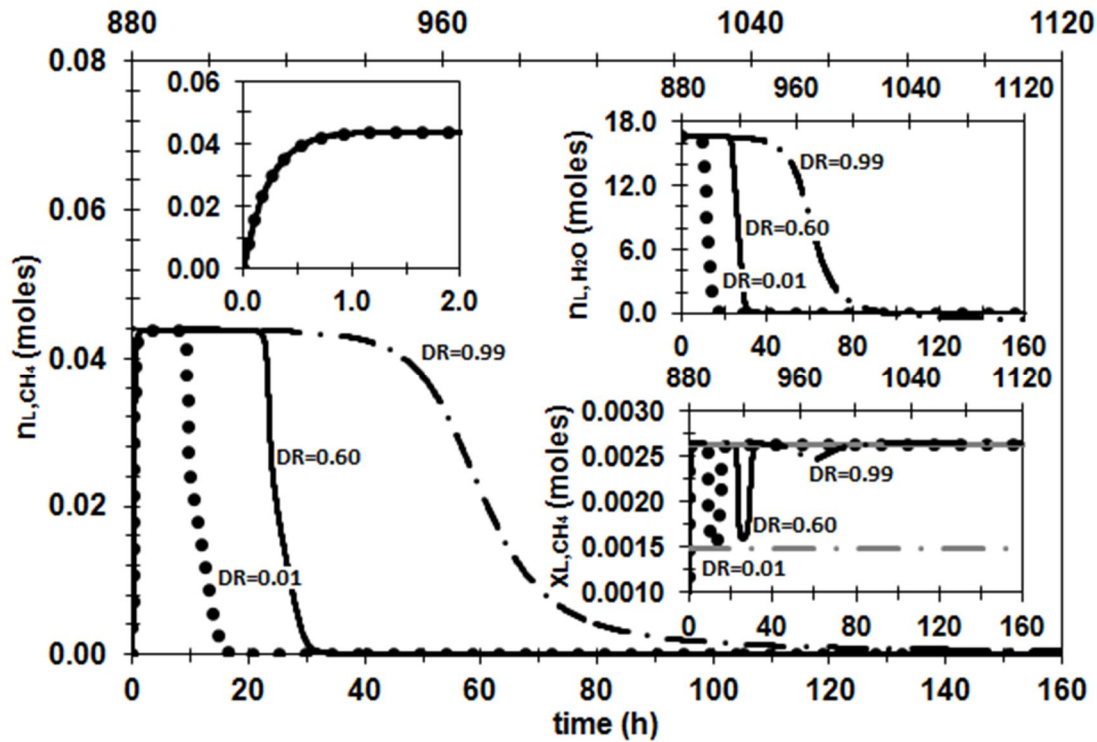 880 960 1040 1120
0.08
0.06
0.04
0.02
0.00
nL,CH4 (moles)
0 20 40 60 80 100 120 140 160
time (h)
DR=0.99
DR=0.60
DR=0.01
0.06
0.04
0.02
0.00
0.0 1.0 2.0
880 960 1040 1120
18.0
12.0
6.0
0.0
nL, H2O (moles)
DR=0.99
DR=0.60
DR=0.01
0 40 80 120 160
880 960 1040 1120
0.0030
0.0025
0.0020
0.0015
0.0010
XL,CH4 (moles)
DR=0.99
DR=0.60
DR=0.01
0 40 80 120 160